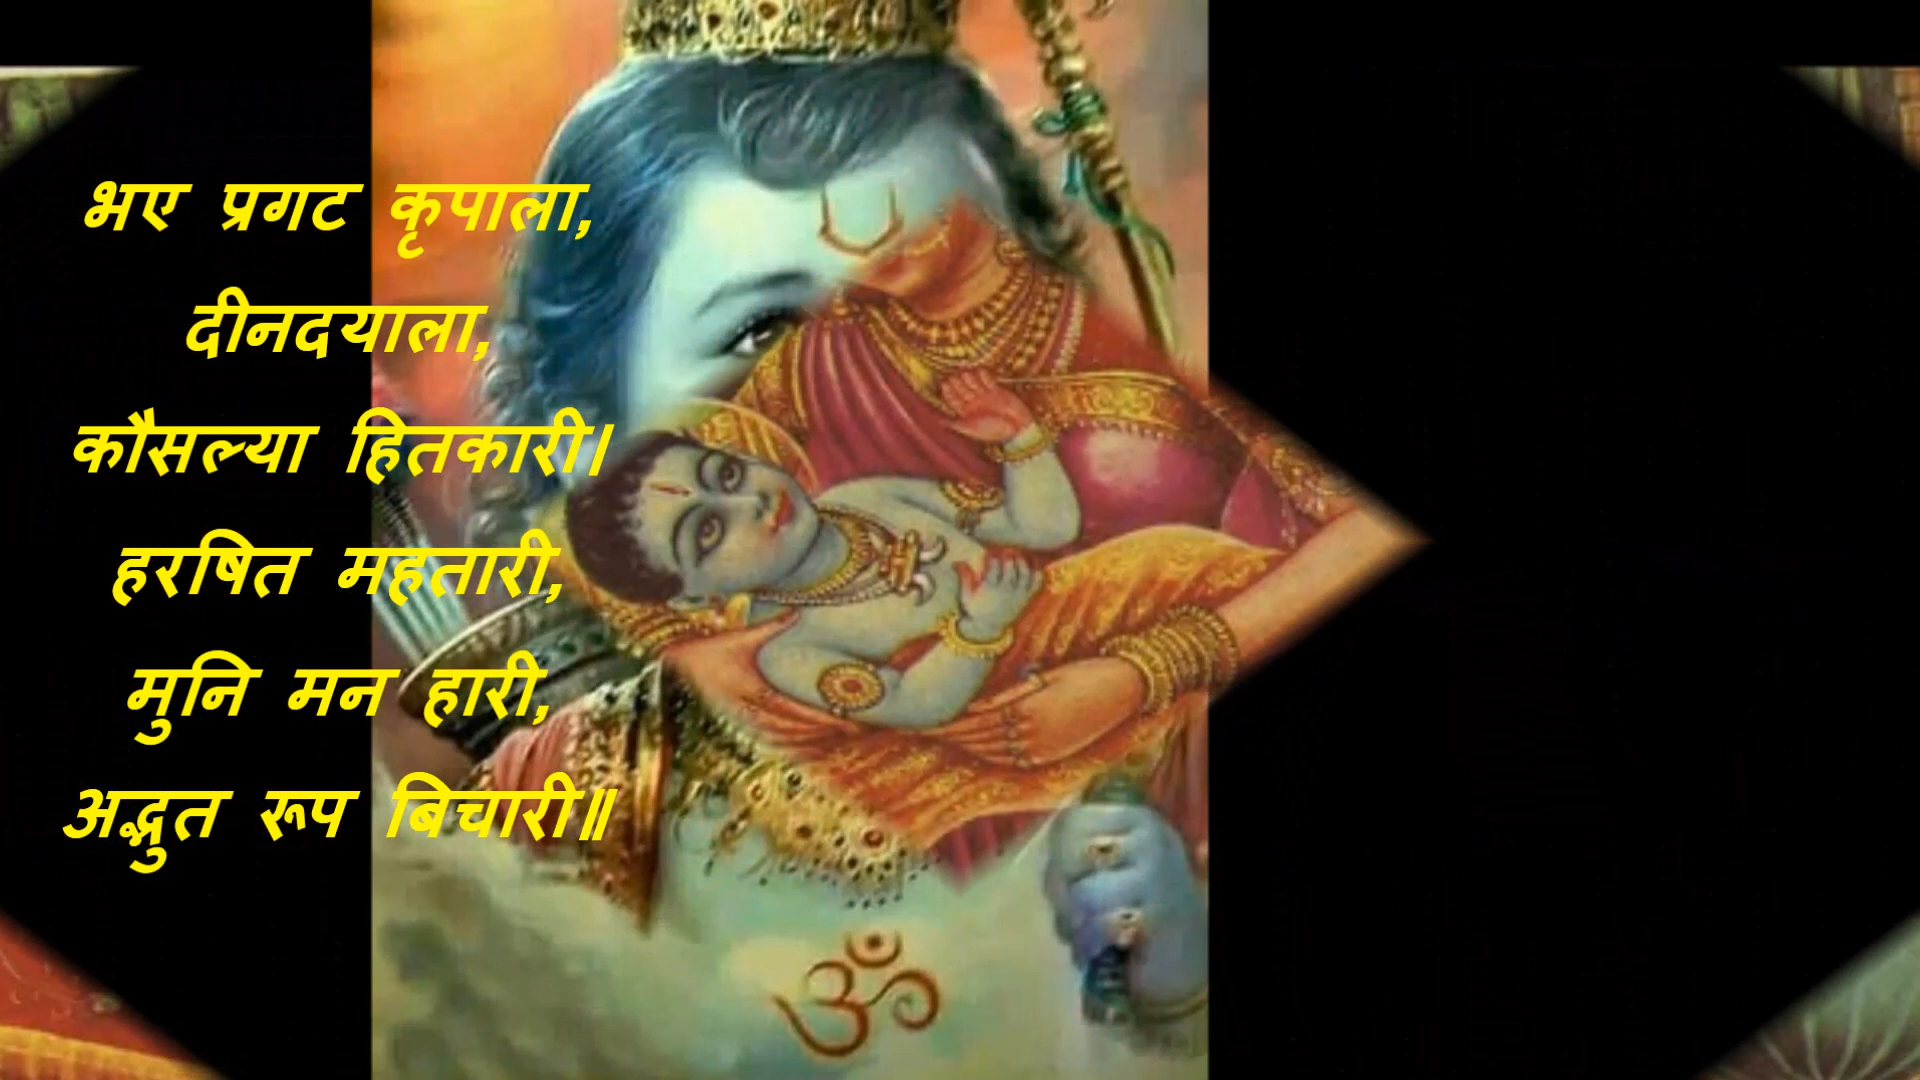 भए प्रगट कृपाला,
दीनदयाला,
कौसल्या हितकारी।
हरषित महतारी,
मुनि मन हारी,
अद्भुत रूप बिचारी॥
ॐ